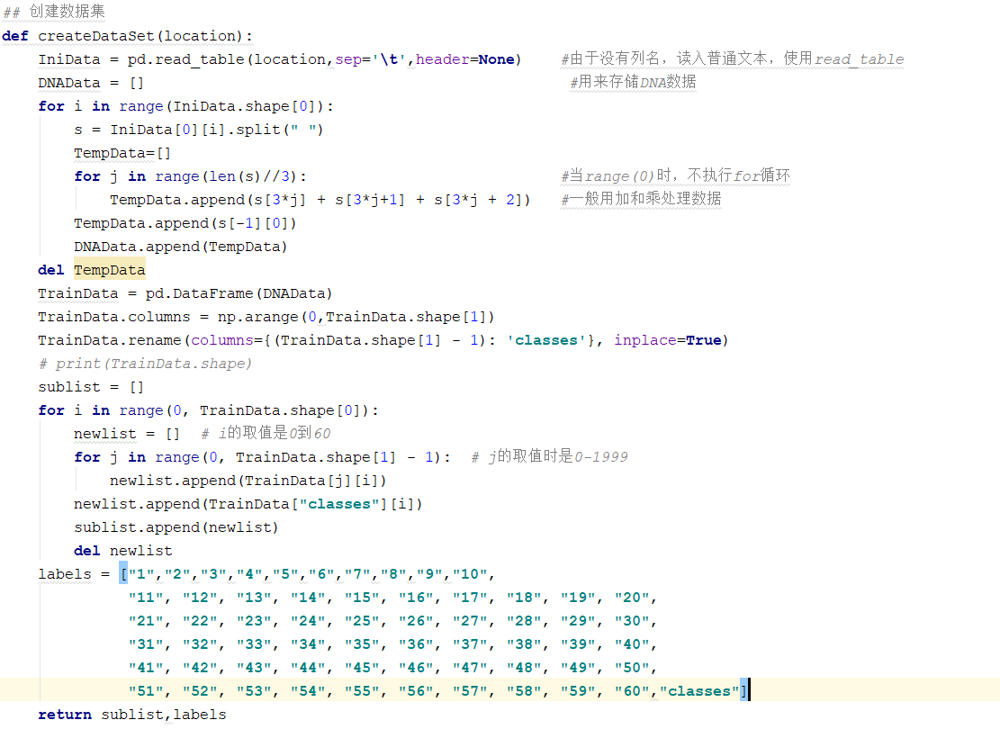 ## 创建数据集
def createDataSet(location):
    IniData = pd.read_table(location,sep='\t',header=None)    #由于没有列名，读入普通文本，使用read_table
    DNAData = []    #用来存储DNA数据
    for i in range(IniData.shape[0]):
        s = IniData[0][i].split(" ")
        TempData=[]
        for j in range(len(s)//3):    #当range(0)时，不执行for循环
            TempData.append(s[3*j] + s[3*j+1] + s[3*j + 2])    #一般用加和乘处理数据
        TempData.append(s[-1][0])
        DNAData.append(TempData)
    del TempData
    TrainData = pd.DataFrame(DNAData)
    TrainData.columns = np.arange(0,TrainData.shape[1])
    TrainData.rename(columns={(TrainData.shape[1] - 1): 'classes'}, inplace=True)
    # print(TrainData.shape)
    sublist = []
    for i in range(0, TrainData.shape[0]):
        newlist = []  # i的取值是0到60
        for j in range(0, TrainData.shape[1] - 1):  # j的取值时是0-1999
            newlist.append(TrainData[j][i])
        newlist.append(TrainData["classes"][i])
        sublist.append(newlist)
        del newlist
    labels = ["1","2","3","4","5","6","7","8","9","10",
              "11", "12", "13", "14", "15", "16", "17", "18", "19", "20",
              "21", "22", "23", "24", "25", "26", "27", "28", "29", "30",
              "31", "32", "33", "34", "35", "36", "37", "38", "39", "40",
              "41", "42", "43", "44", "45", "46", "47", "48", "49", "50",
              "51", "52", "53", "54", "55", "56", "57", "58", "59", "60","classes"]
    return sublist,labels